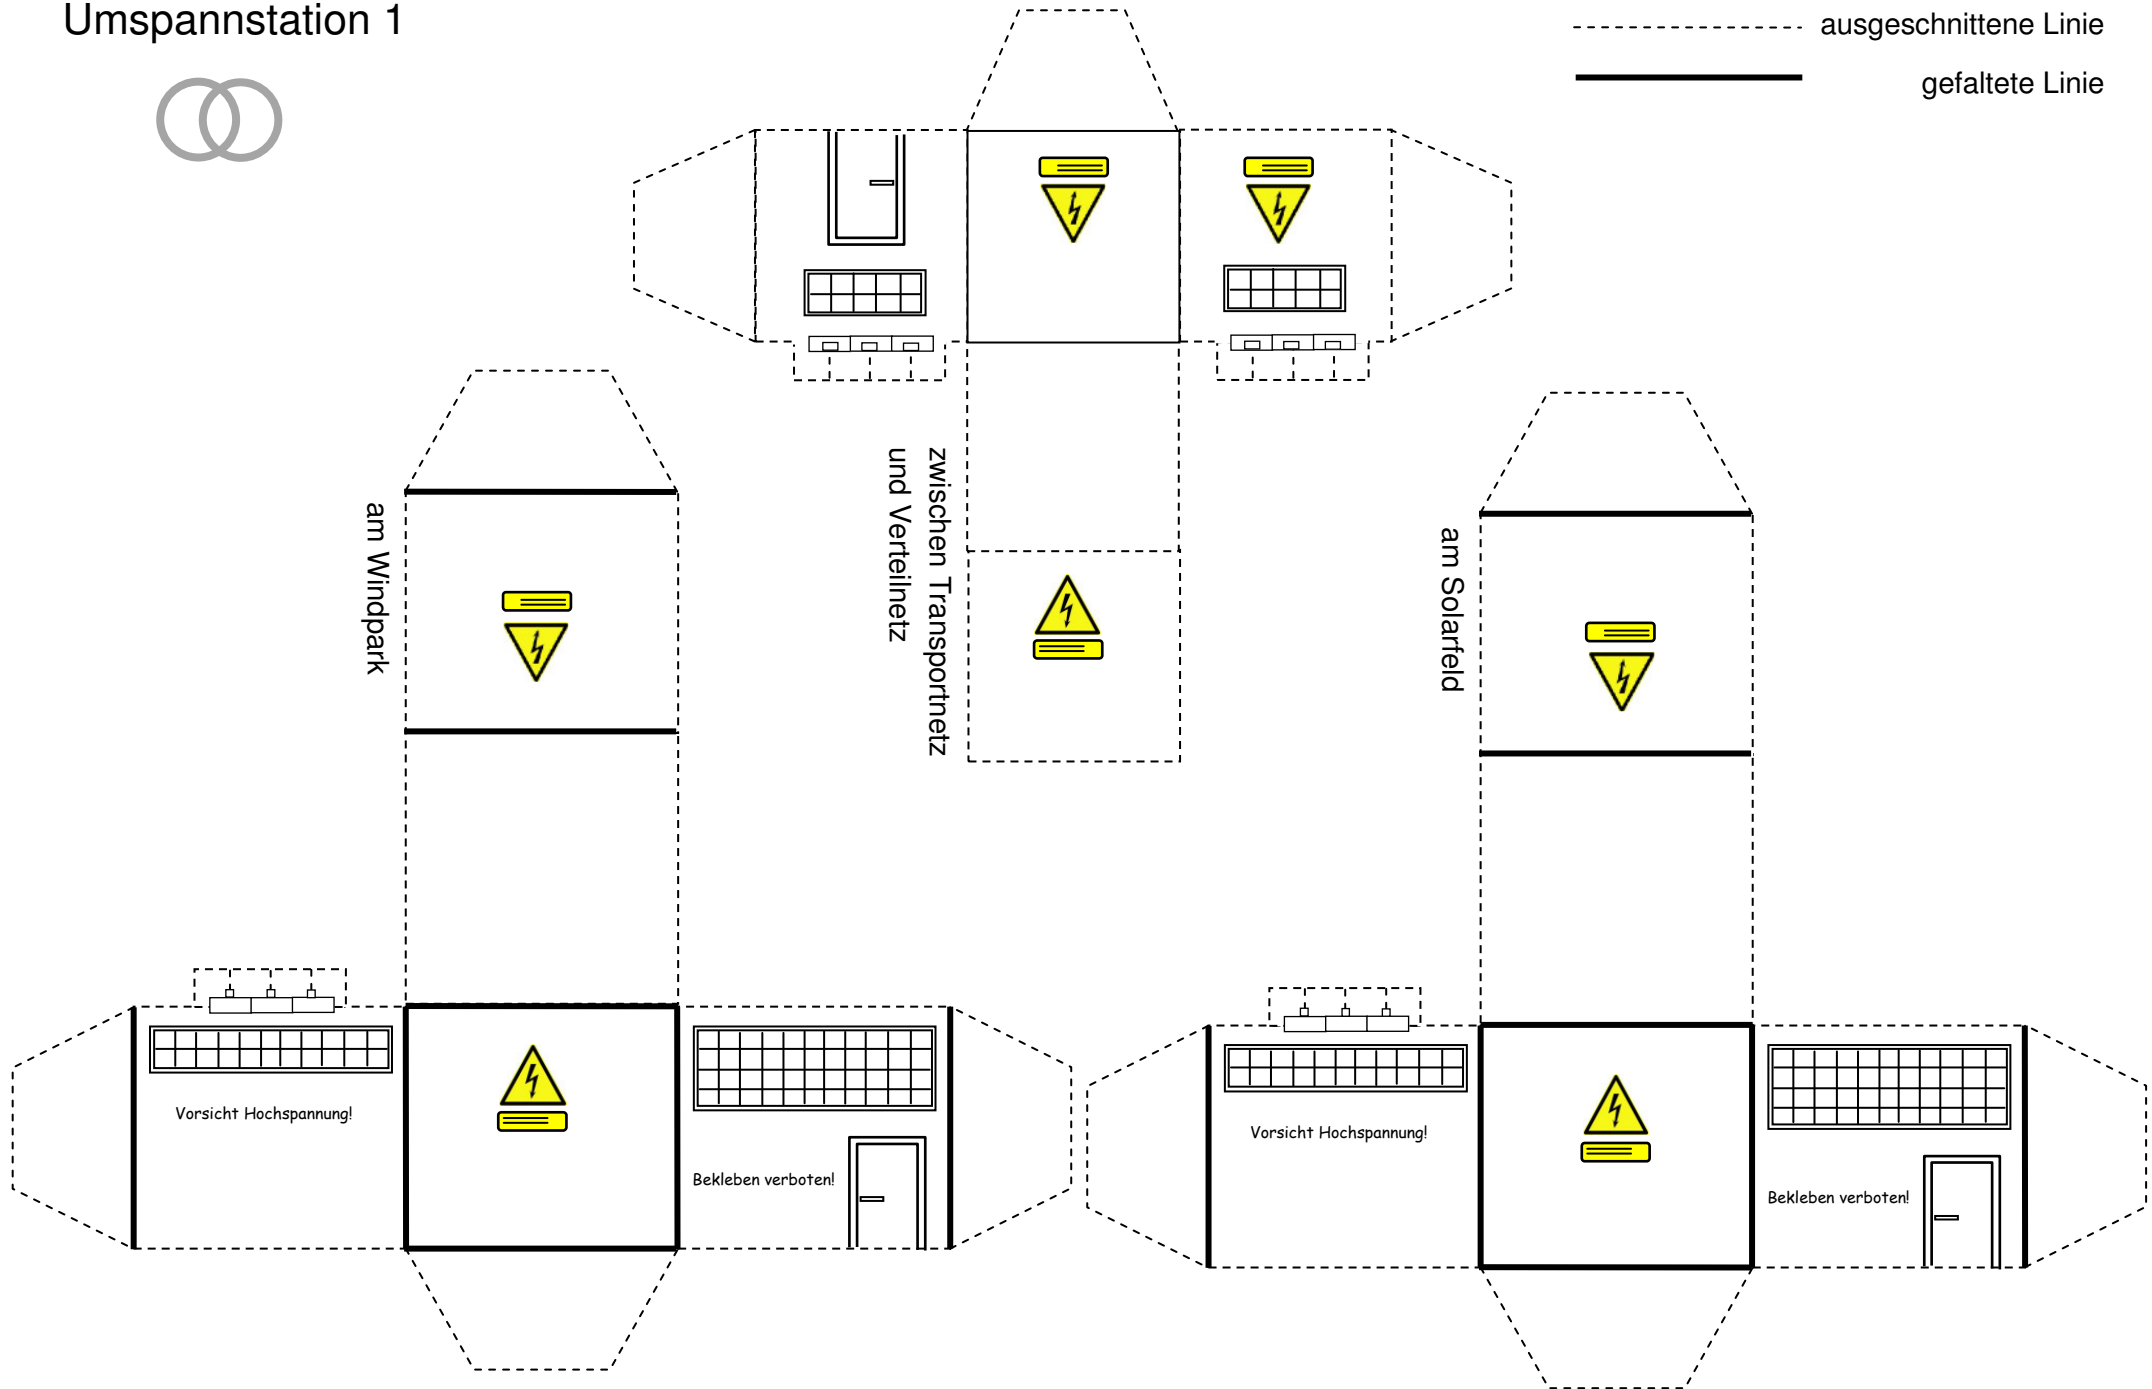 Umspannstation 1
ausgeschnittene Linie
gefaltete Linie
zwischen Transportnetz
und Verteilnetz
am Windpark
am Solarfeld
Vorsicht Hochspannung!
Bekleben verboten!
Vorsicht Hochspannung!
Bekleben verboten!